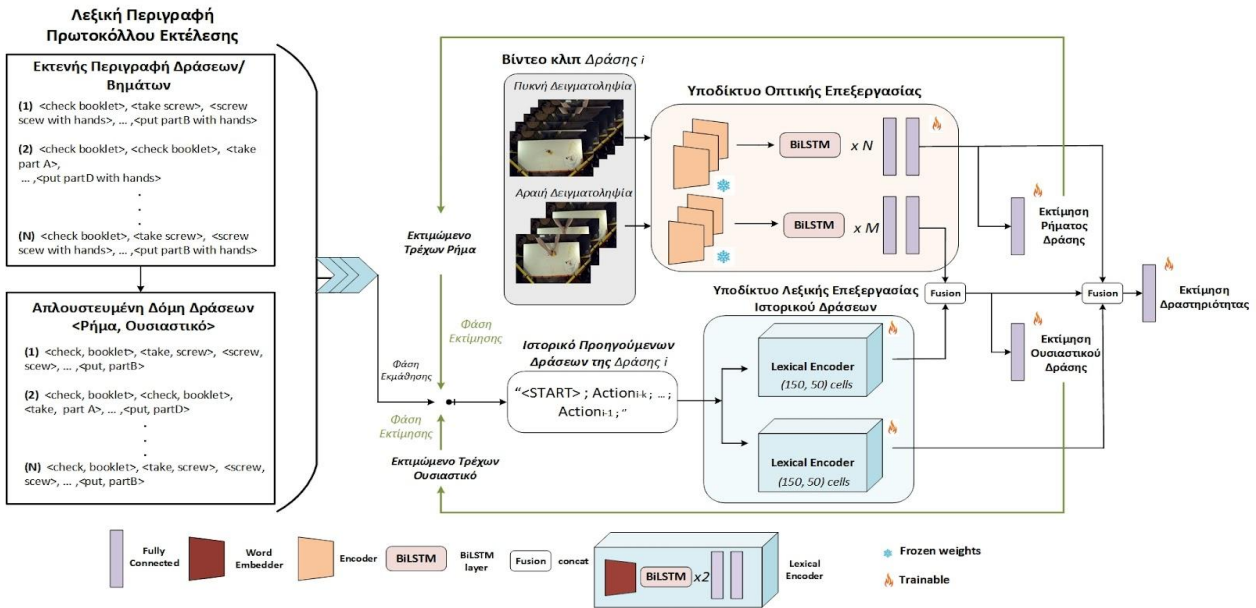 Λεξική Περιγραφή
Πρωτοκόλλου Εκτέλεσης
Εκτενής Περιγραφή Δράσεων/
Βημάτων
(1) <check booklet>, <take screw>, <screw
scew with hands>, ... ,<put partB with hands>
(2) <check booklet>, <check booklet>, <take
part A>,
... ,<put partD with hands>
.
.
.
(N) <check booklet>, <take screw>, <screw
scew with hands>, ... ,<put partB with hands>
Απλουστευμένη Δόμη Δράσεων
<Ρήμα, Ουσιαστικό>
(1) <check, booklet>, <take, screw>, <screw,
scew>, ... ,<put, partB>
(2) <check, booklet>, <check, booklet>,
<take, part A>, ... ,<put, partD>
.
.
.
(N) <check, booklet>, <take, screw>, <screw,
scew>, ... ,<put, partB>
Φάση
Εκμάθησης
Εκτιμώμενο
Τρέχων Ρήμα
Φάση
Εκτίμησης
Φάση
Εκτίμησης
Εκτιμώμενο Τρέχων
Ουσιαστικό
Βίντεο κλιπ Δράσης i
Πυκνή Δειγματοληψία
Αραιή Δειγματοληψία
Υποδίκτυο Οπτικής Επεξεργασίας
BiLSTM
x N
BiLSTM
x M
Ιστορικό Προηγούμενων
Δράσεων της Δράσης i
“<START> ; Actioni-k ; ... ;
Actioni-1 ; ”
Υποδίκτυο Λεξικής Επεξεργασίας
Ιστορικού Δράσεων
Lexical Encoder
(150, 50) cells
Lexical Encoder
(150, 50) cells
Fusion
Εκτίμηση
Ρήματος
Δράσης
Εκτίμηση
Ουσιαστικού
Δράσης
Fusion
Εκτίμηση
Δραστηριότητας
Fully
Connected
Word
Embedder
Encoder
BiLSTM
BiLSTM
layer
Fusion
concat
BiLSTM
x2
Lexical
Encoder
Frozen weights
Trainable